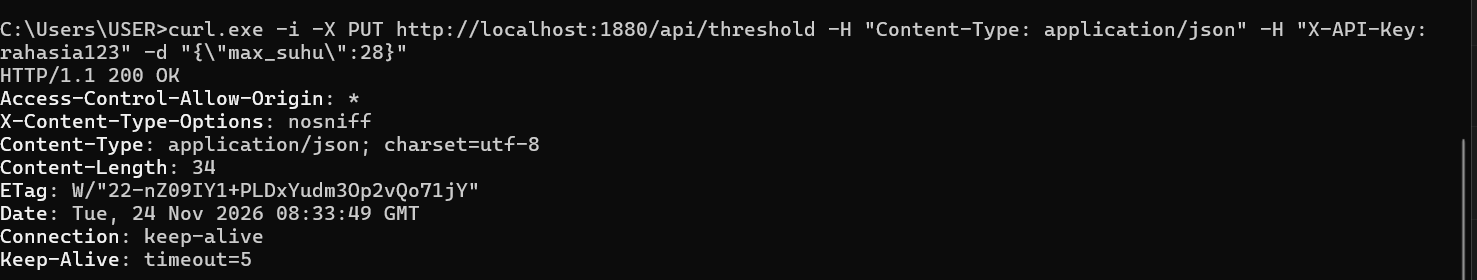 C:\Users\USER>curl.exe -i -X PUT http://localhost:1880/api/threshold -H "Content-Type: application/json" -H "X-API-Key:
rahasia123" -d "{\"max_suhu\":28}"
HTTP/1.1 200 OK
Access-Control-Allow-Origin: *
X-Content-Type-Options: nosniff
Content-Type: application/json; charset=utf-8
Content-Length: 34
ETag: W/"22-nZ09IY1+PLDxYudm3Op2vQo71jY"
Date: Tue, 24 Nov 2026 08:33:49 GMT
Connection: keep-alive
Keep-Alive: timeout=5